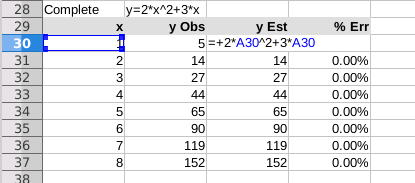 28 Complete y=2*x^2+3*x
29 x y Obs y Est % Err
30 1 5 =+2*A30^2+3*A30
31 2 14 14 0.00%
32 3 27 27 0.00%
33 4 44 44 0.00%
34 5 65 65 0.00%
35 6 90 90 0.00%
36 7 119 119 0.00%
37 8 152 152 0.00%
38